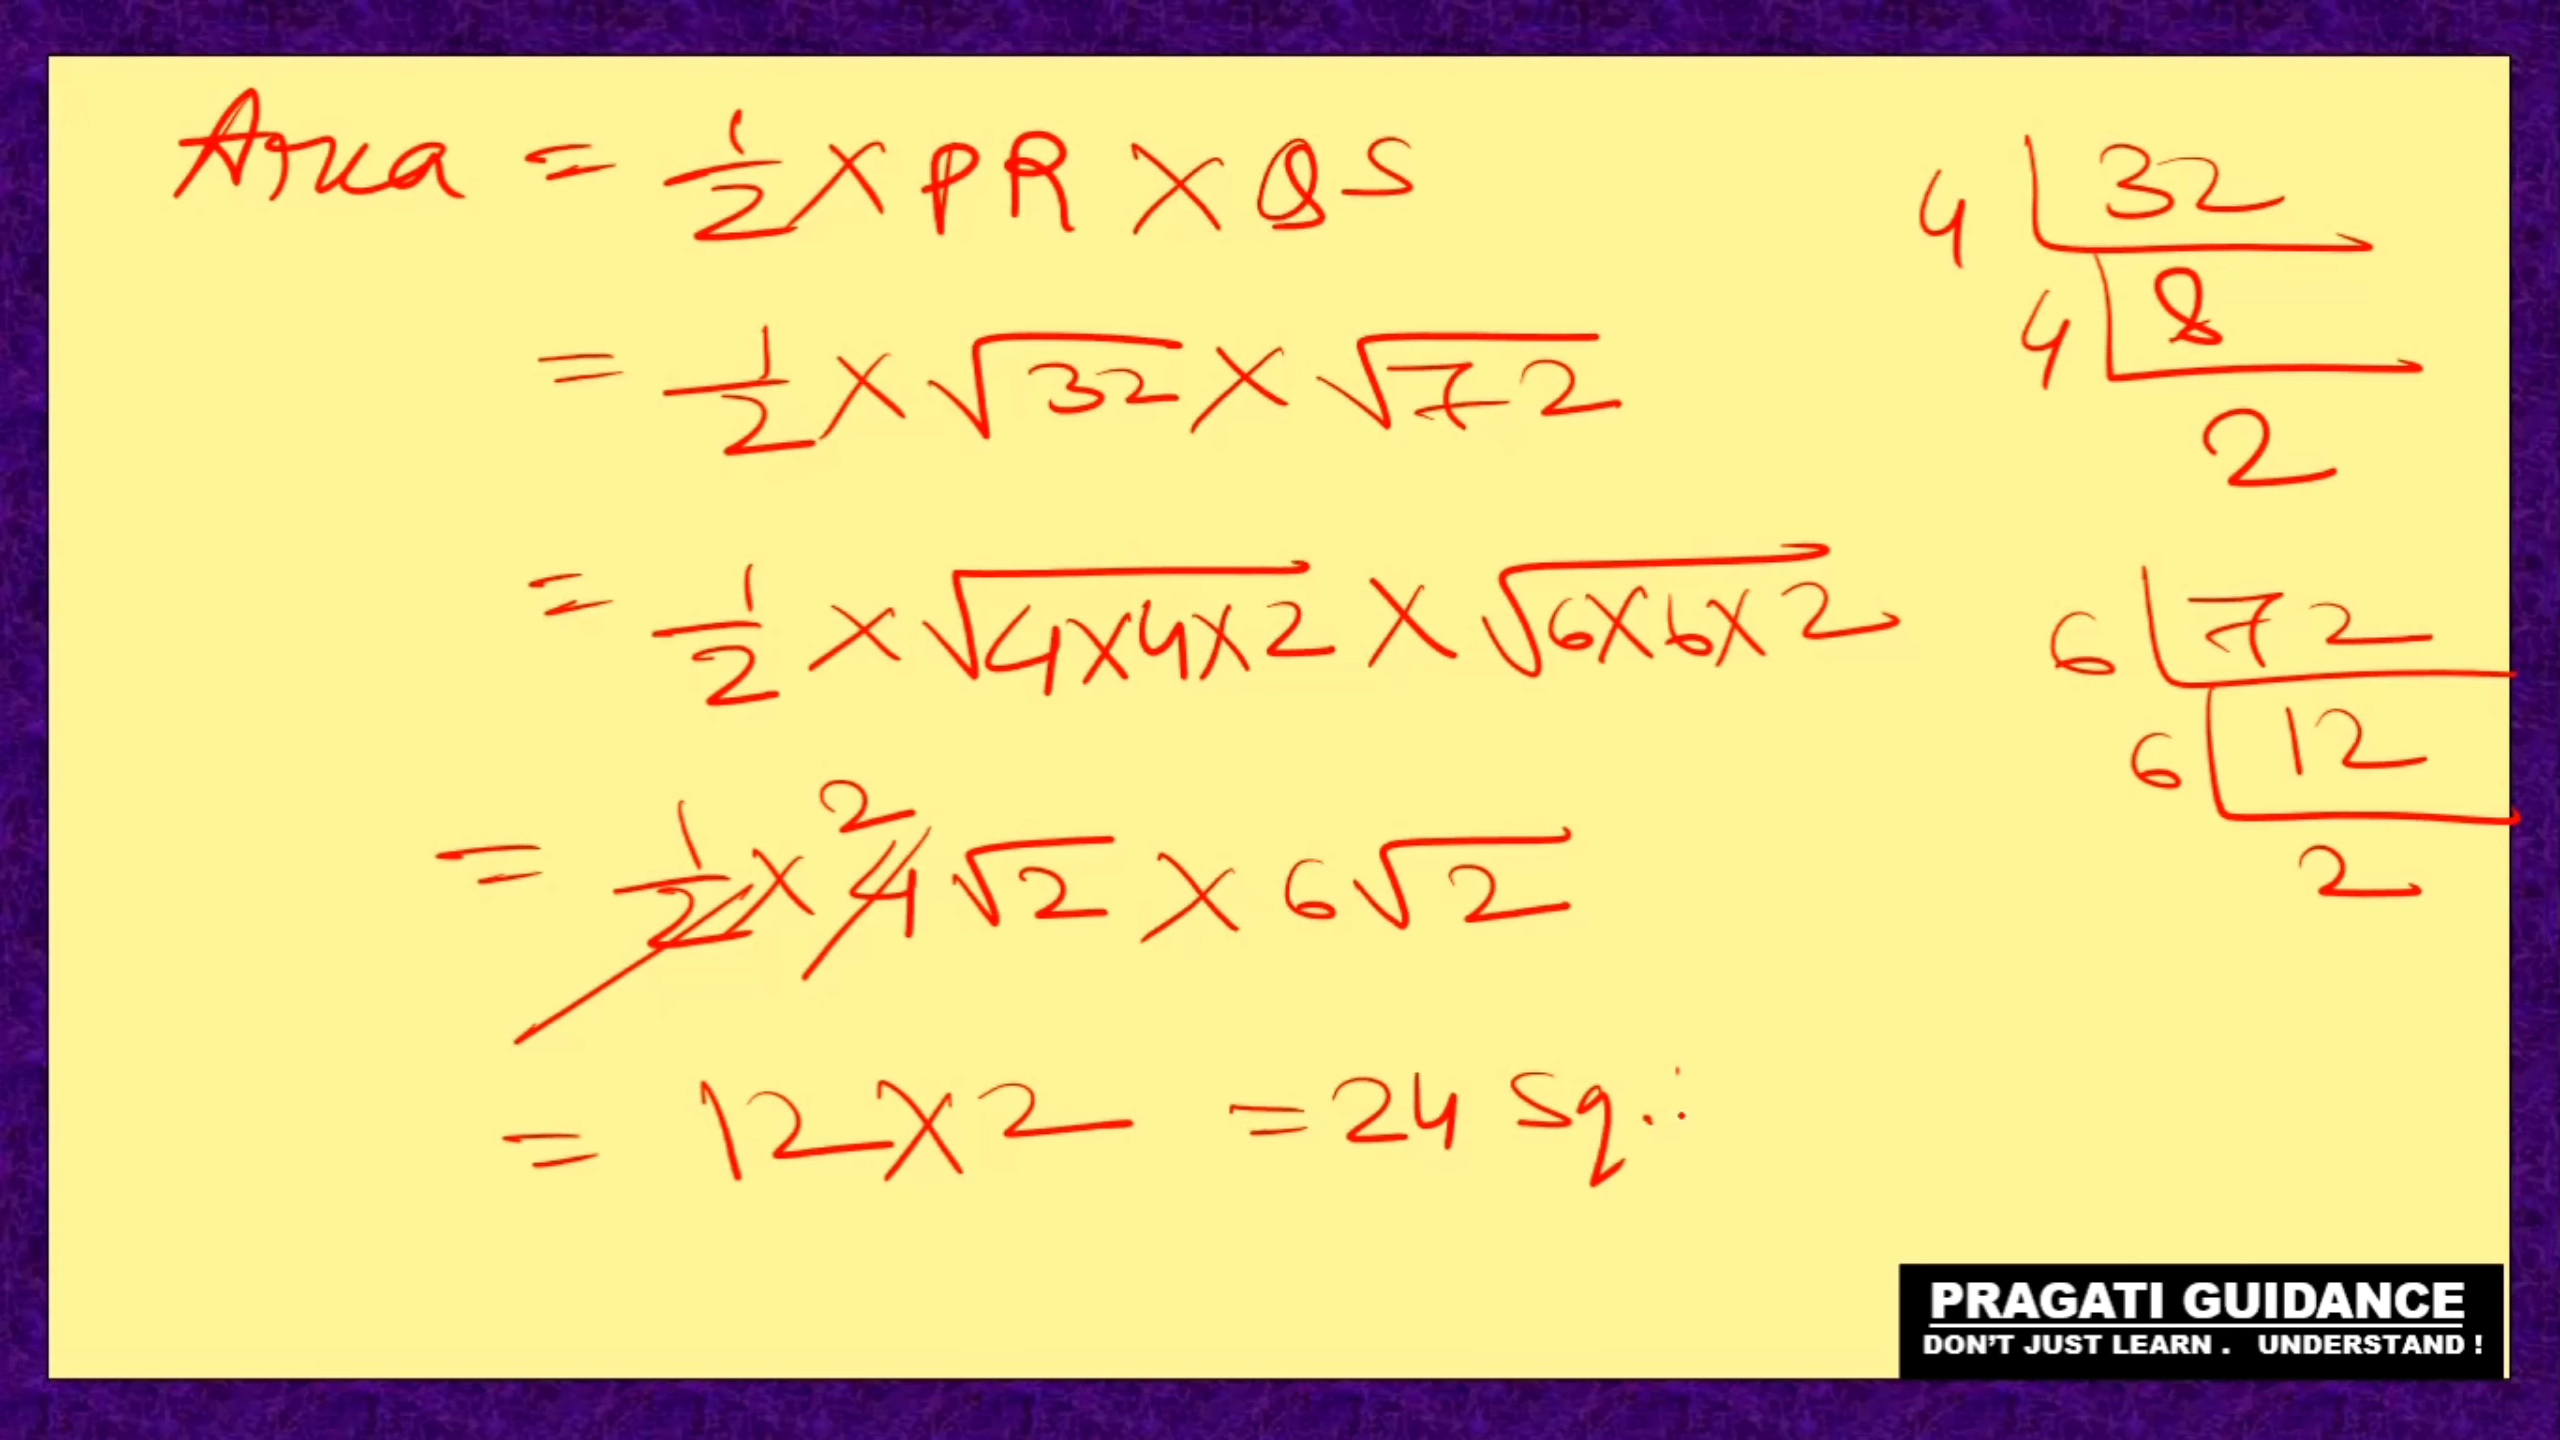 Area = 1/2 × PR × QS
= 1/2 × √32 × √72
= 1/2 × √4×4×2 × √6×6×2
2
= 1/2 × 4√2 × 6√2
= 12 × 2 = 24 Sq.
4 32
4 8
2
6 72
6 12
2
PRAGATI GUIDANCE
DON'T JUST LEARN . UNDERSTAND !